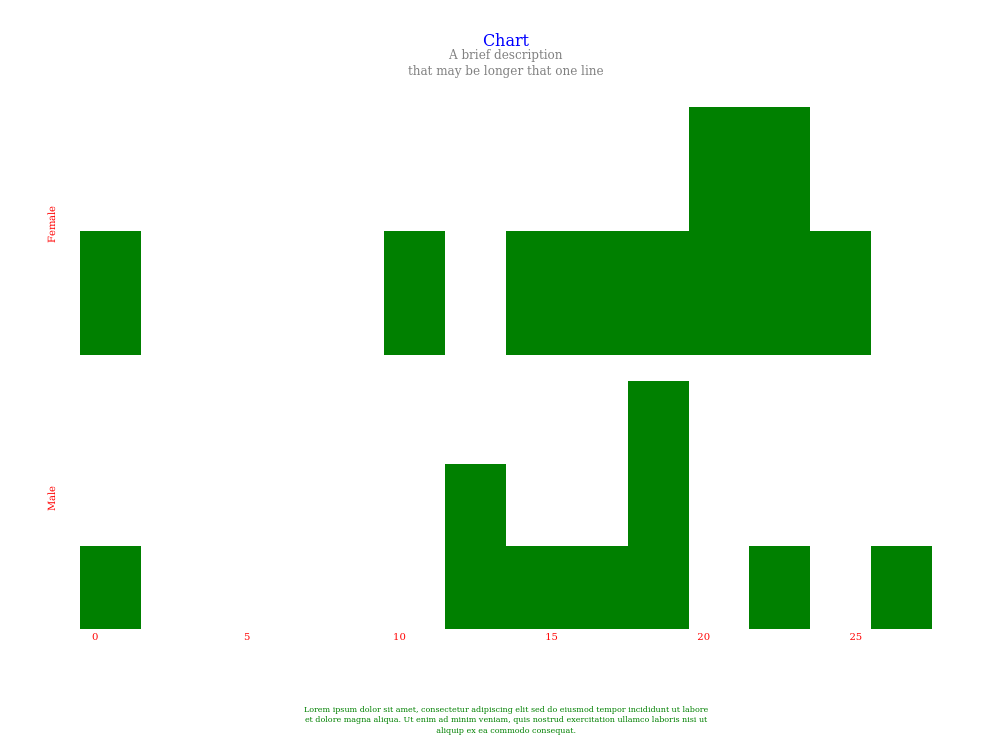 Chart
A brief description
that may be longer that one line
Female
Male
0 5 10 15 20 25
Lorem ipsum dolor sit amet, consectetur adipiscing elit sed do eiusmod tempor incididunt ut labore
et dolore magna aliqua. Ut enim ad minim veniam, quis nostrud exercitation ullamco laboris nisi ut
aliquip ex ea commodo consequat.